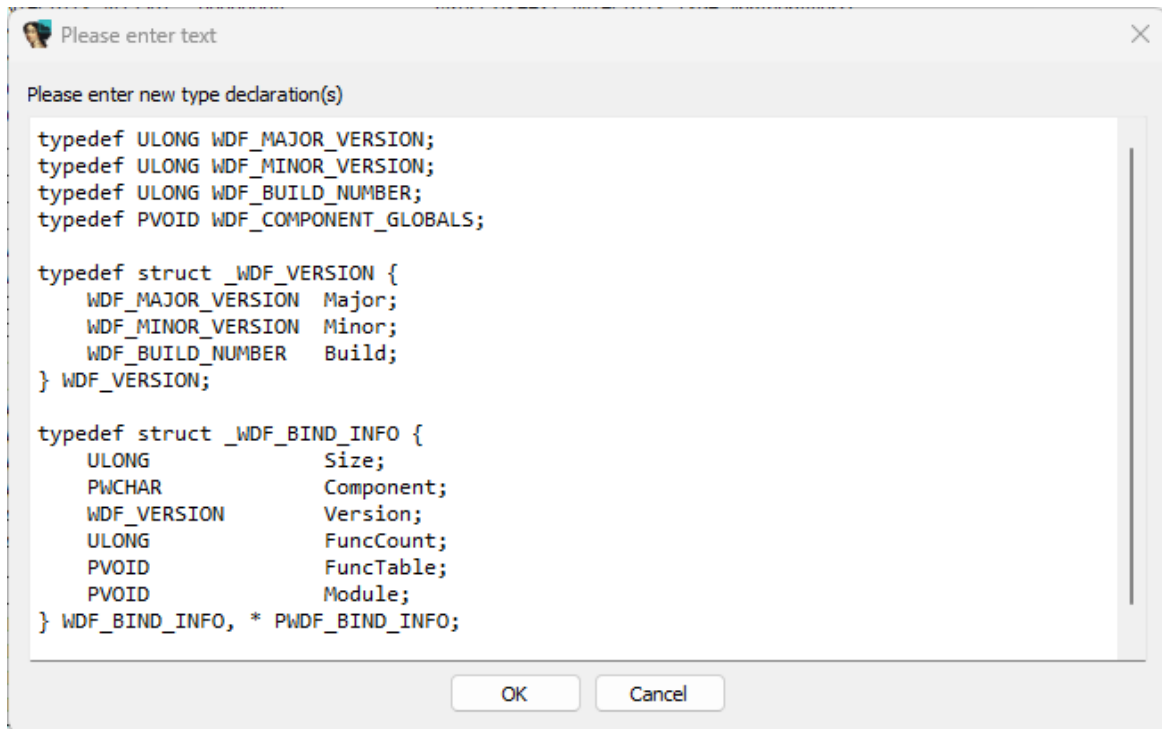 Please enter text
Please enter new type declaration(s)
typedef ULONG WDF_MAJOR_VERSION;
typedef ULONG WDF_MINOR_VERSION;
typedef ULONG WDF_BUILD_NUMBER;
typedef PVOID WDF_COMPONENT_GLOBALS;

typedef struct _WDF_VERSION {
    WDF_MAJOR_VERSION  Major;
    WDF_MINOR_VERSION  Minor;
    WDF_BUILD_NUMBER   Build;
} WDF_VERSION;

typedef struct _WDF_BIND_INFO {
    ULONG              Size;
    PWCHAR             Component;
    WDF_VERSION        Version;
    ULONG              FuncCount;
    PVOID              FuncTable;
    PVOID              Module;
} WDF_BIND_INFO, * PWDF_BIND_INFO;
OK Cancel